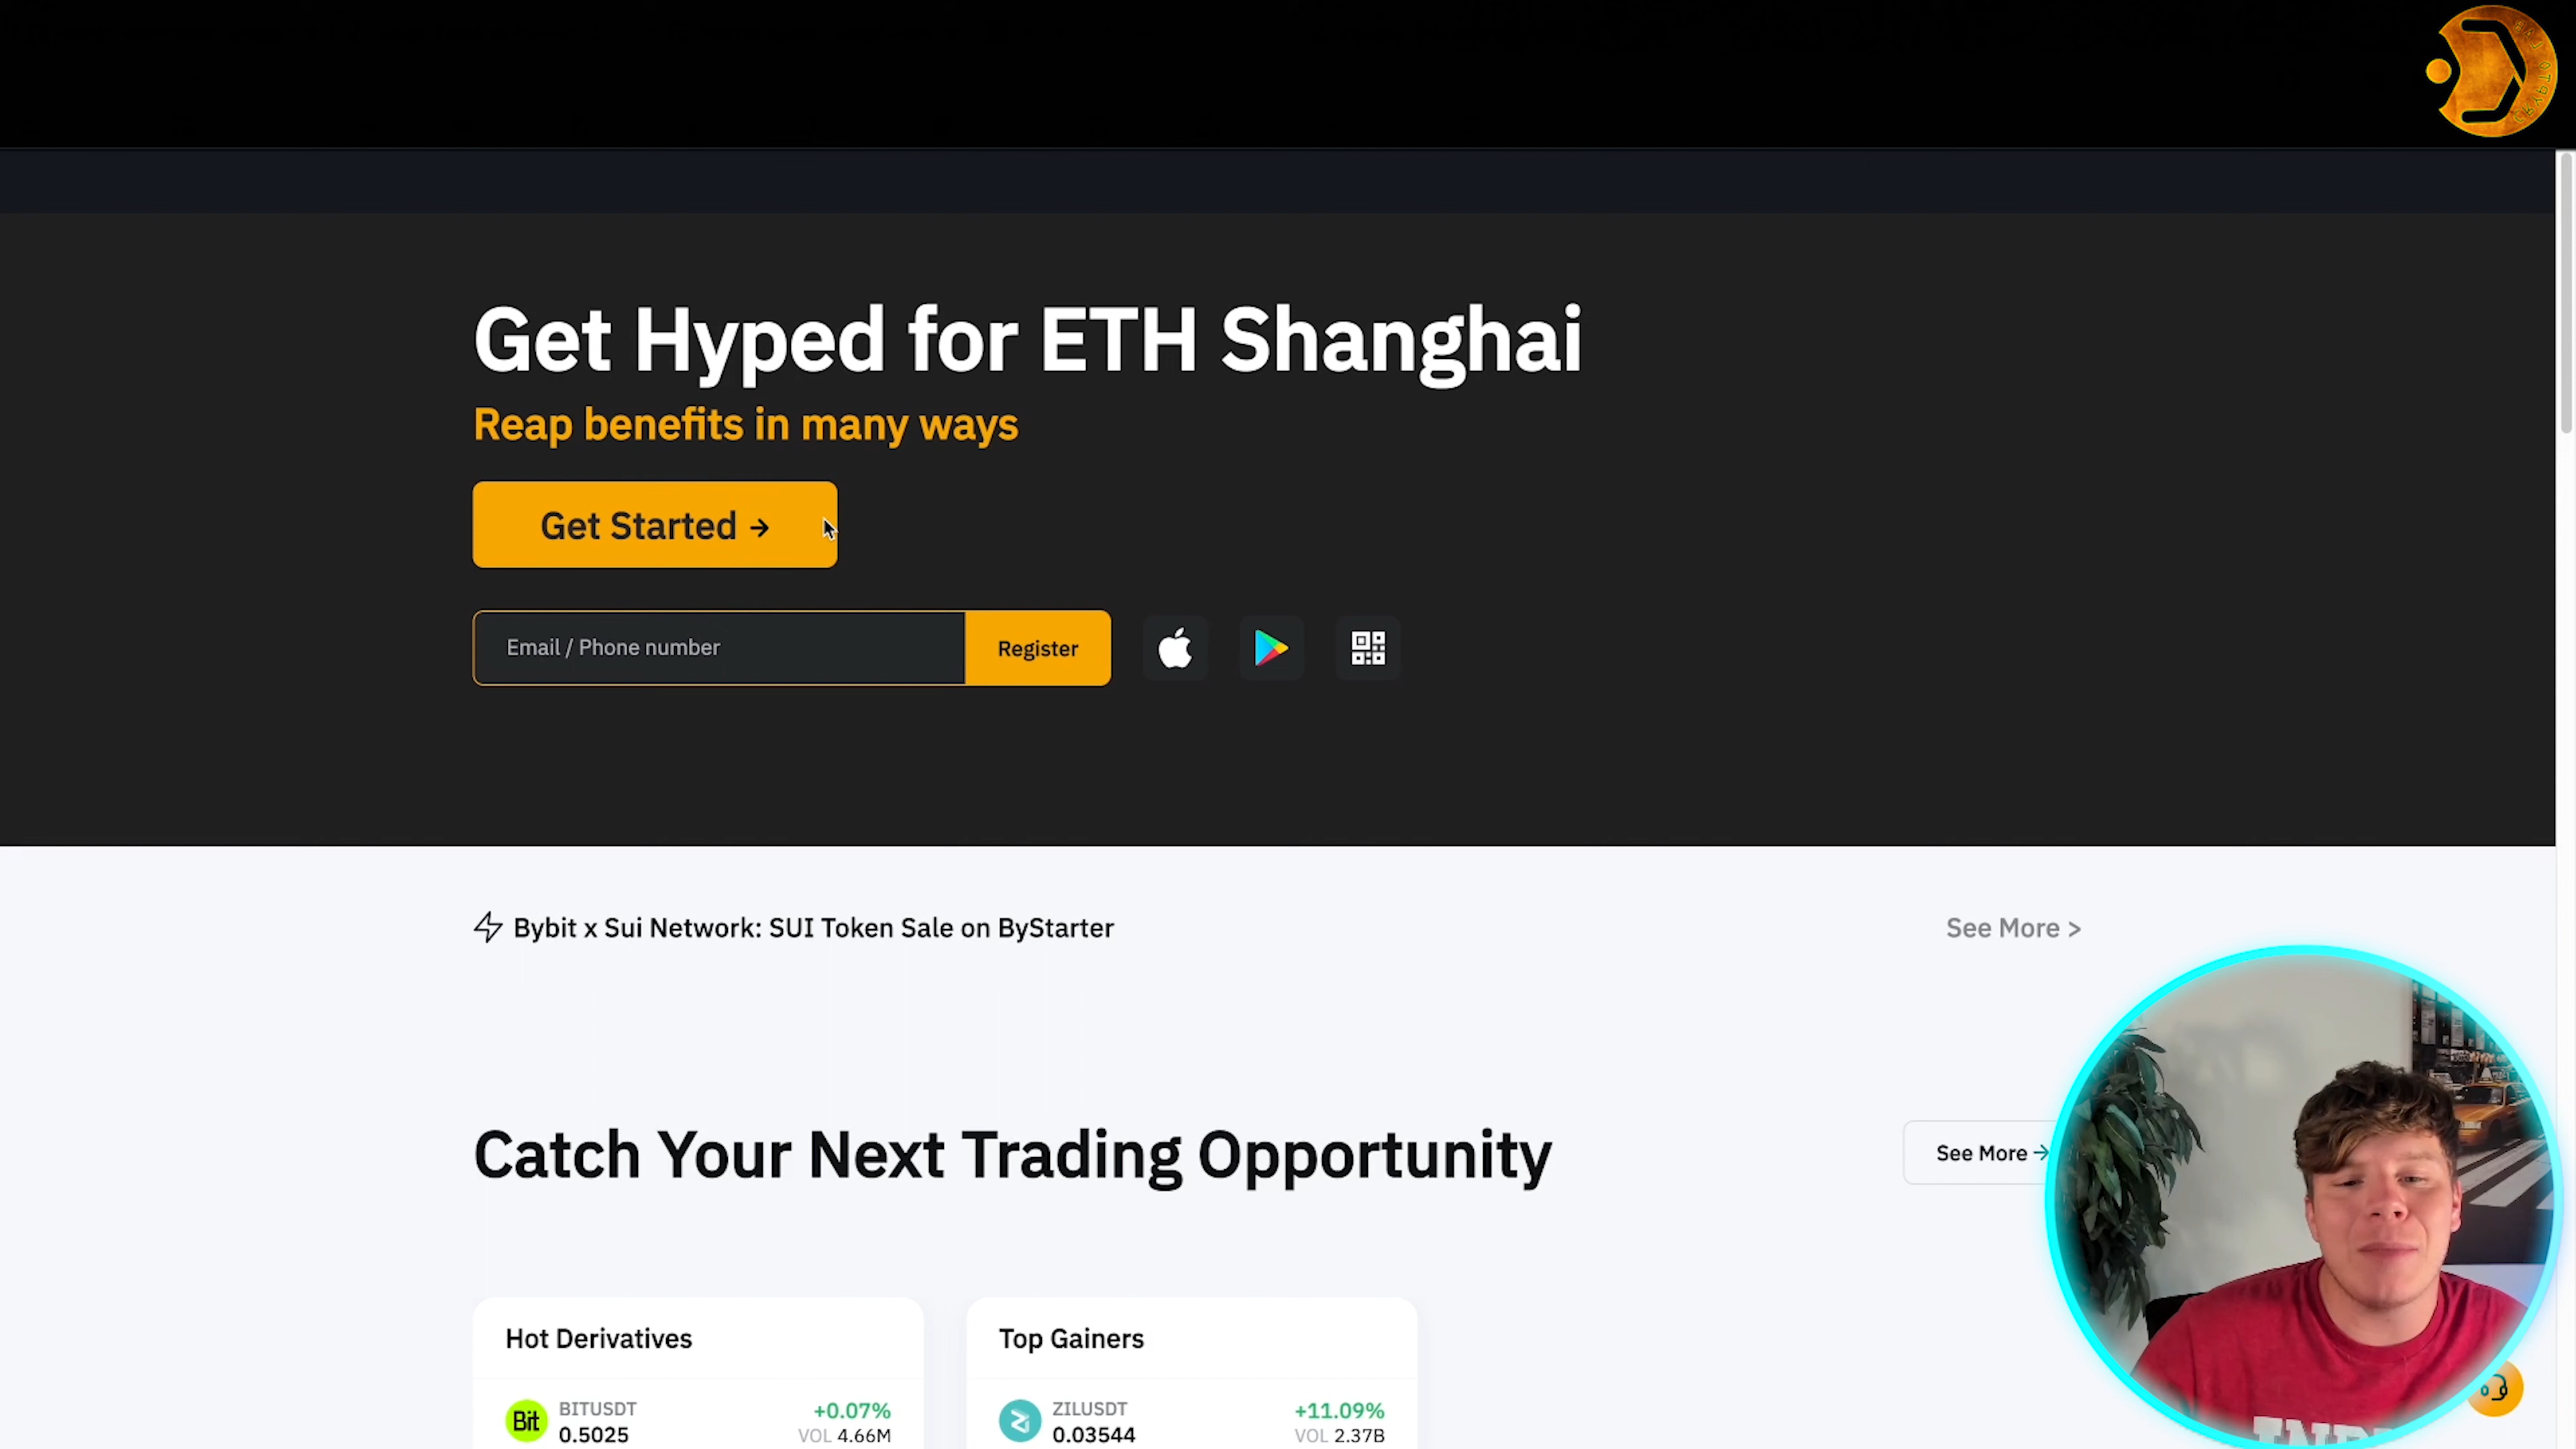 Get Hyped for ETH Shanghai
Reap benefits in many ways
Get Started →
Email / Phone number
Register
Bybit x Sui Network: SUI Token Sale on ByStarter
See More >
Catch Your Next Trading Opportunity
See More →
Hot Derivatives
Top Gainers
Bit
BITUSDT
+0.07%
0.5025
VOL 4.66M
ZILUSDT
+11.09%
0.03544
VOL 2.37B